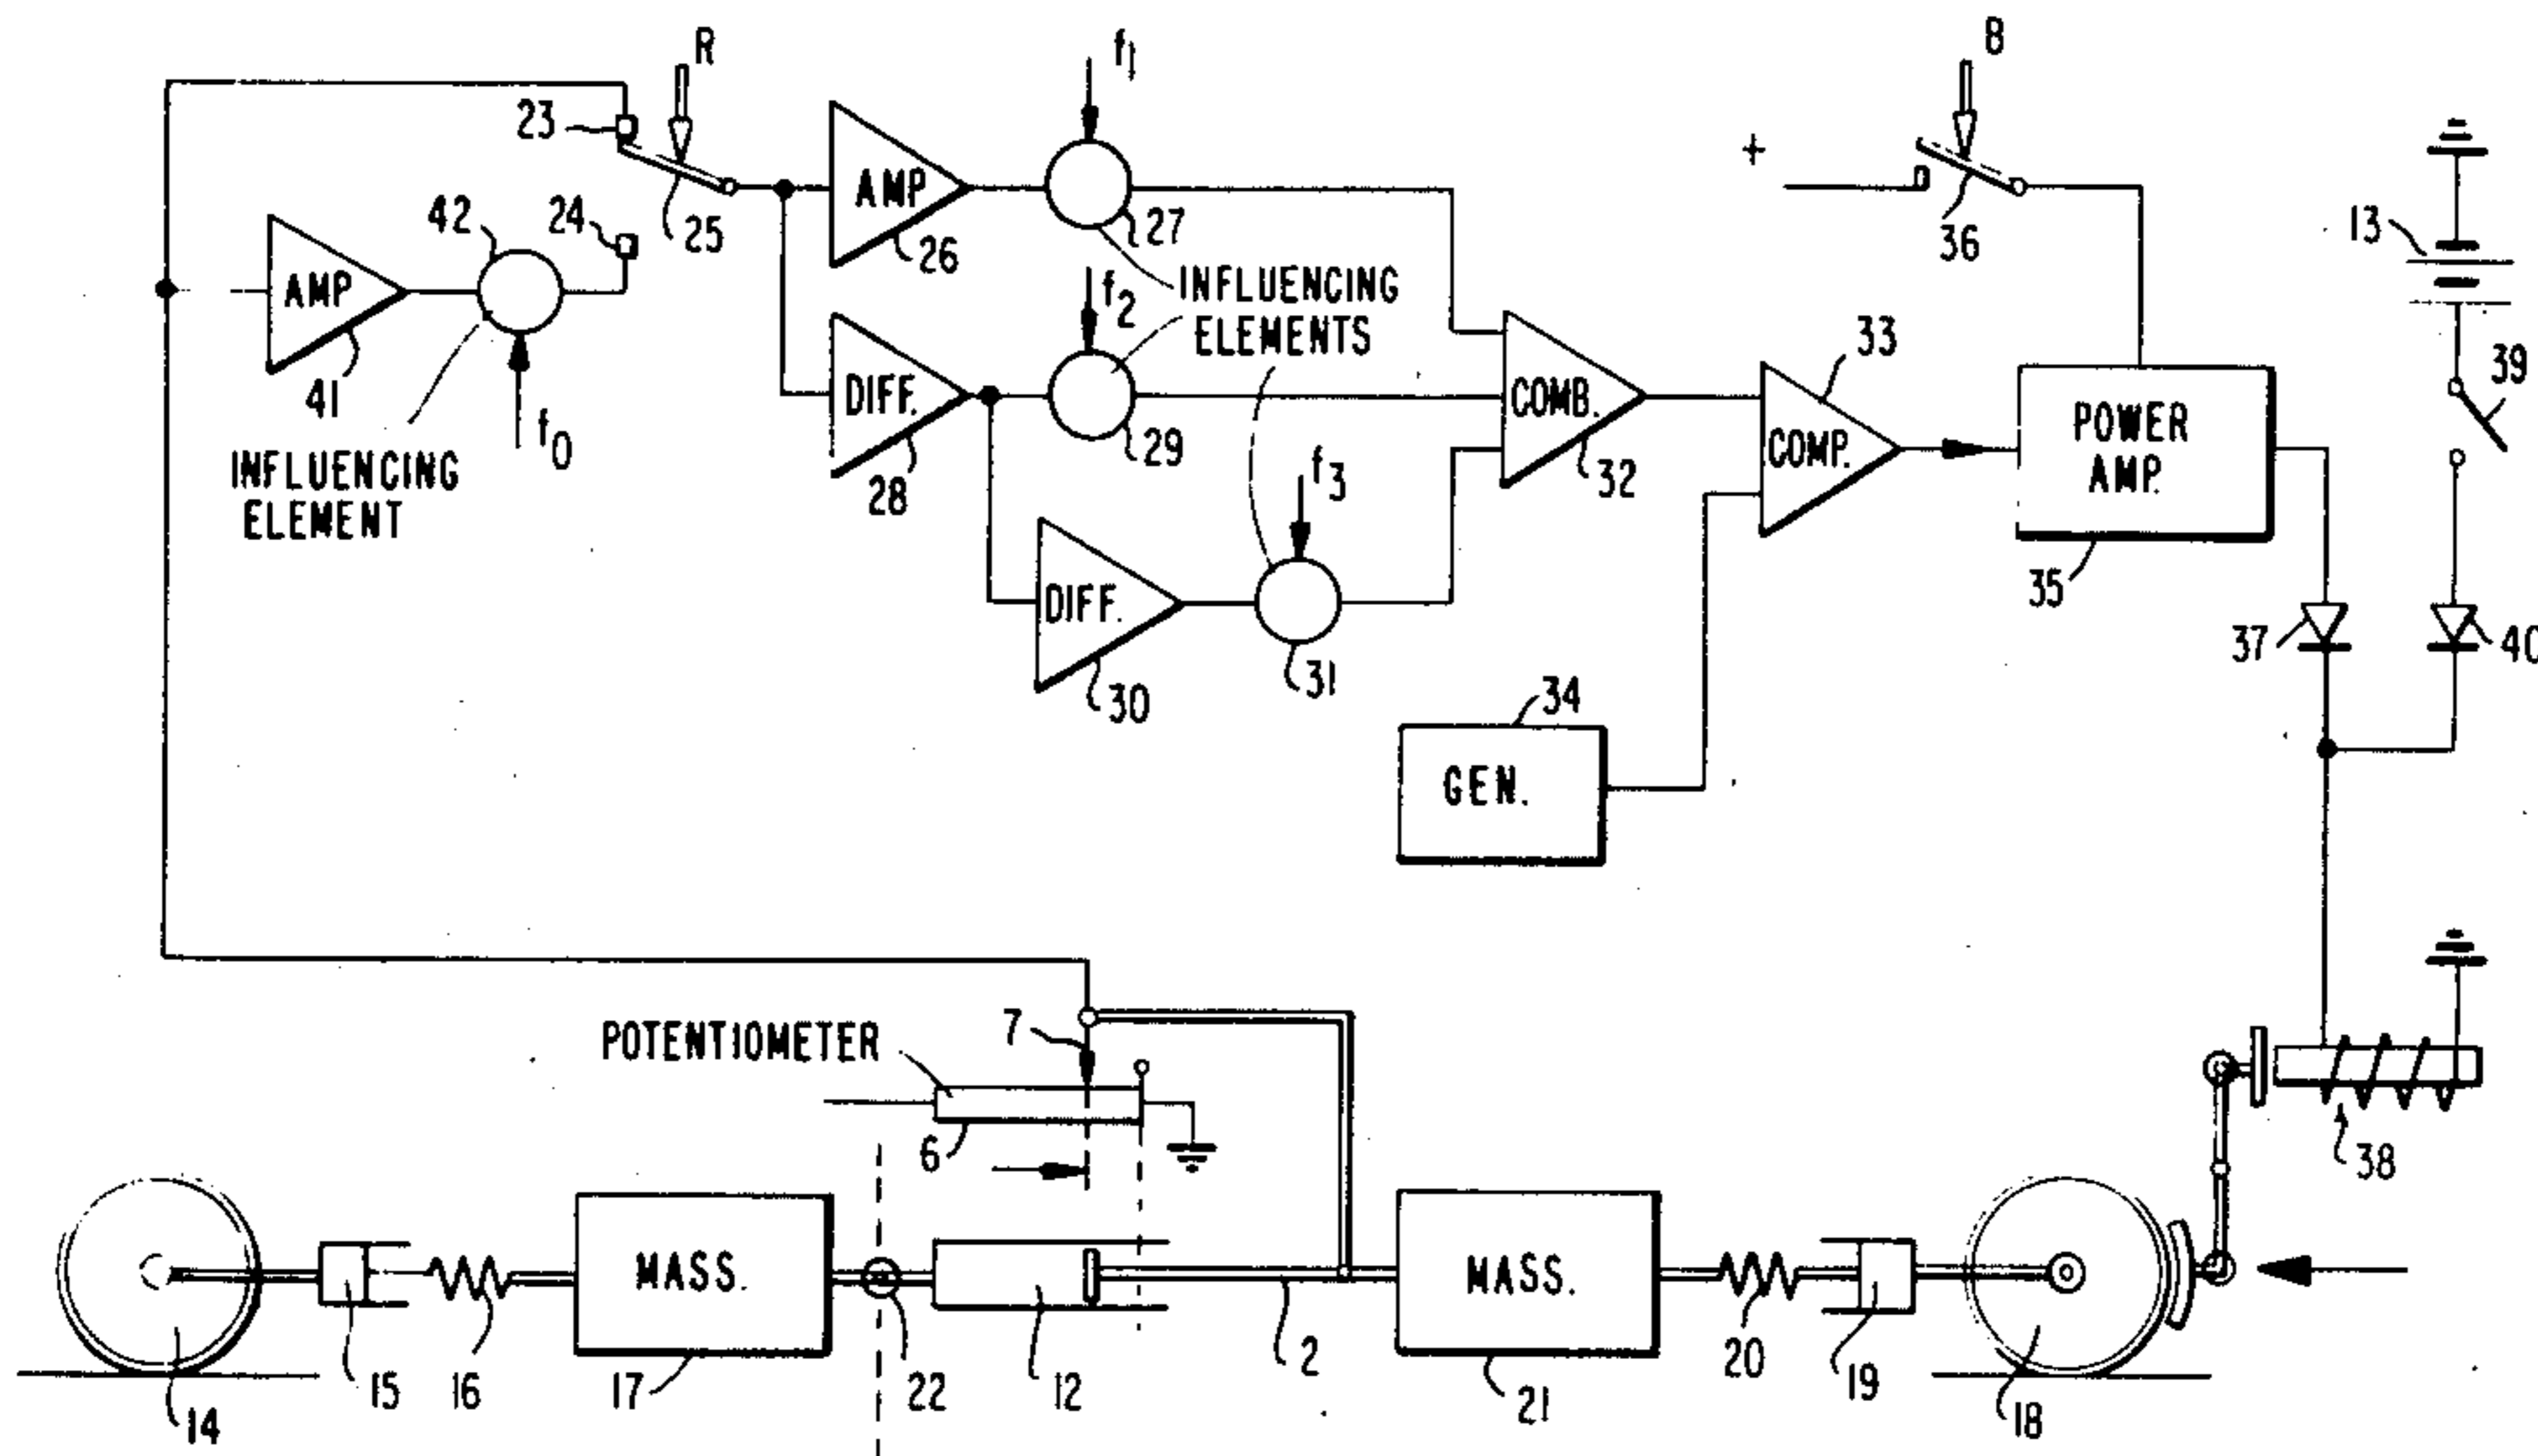 R
f1
B
23
+
AMP
27
24
42
25
26
36
13
AMP
f2
INFLUENCING
ELEMENTS
33
39
41
DIFF.
COMB.
POWER
AMP.
f0
28
29
32
COMP.
INFLUENCING
ELEMENT
f3
35
DIFF.
37
40
30
31
34
GEN.
POTENTIOMETER
7
6
38
MASS.
MASS.
14
15
16
17
22
12
2
21
20
19
18